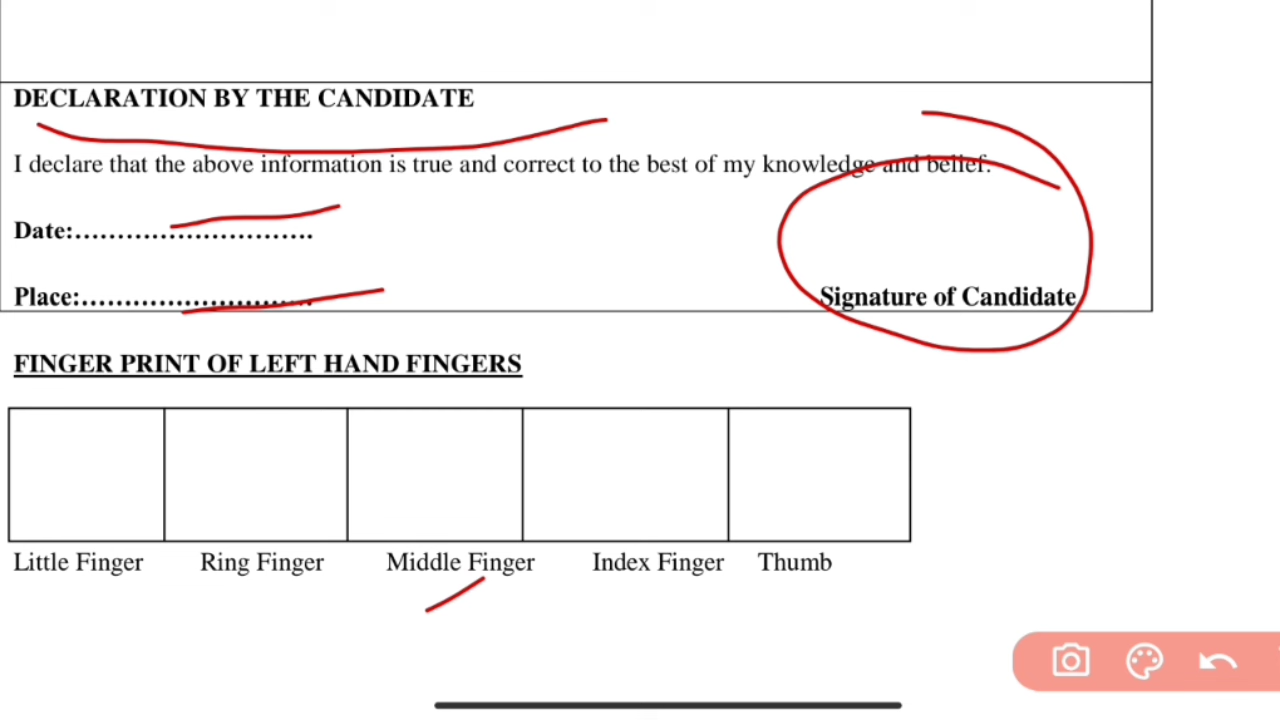 DECLARATION BY THE CANDIDATE
I declare that the above information is true and correct to the best of my knowledge and belief.
Date:............................
Place:...........................
Signature of Candidate
FINGER PRINT OF LEFT HAND FINGERS
Little Finger Ring Finger Middle Finger Index Finger Thumb